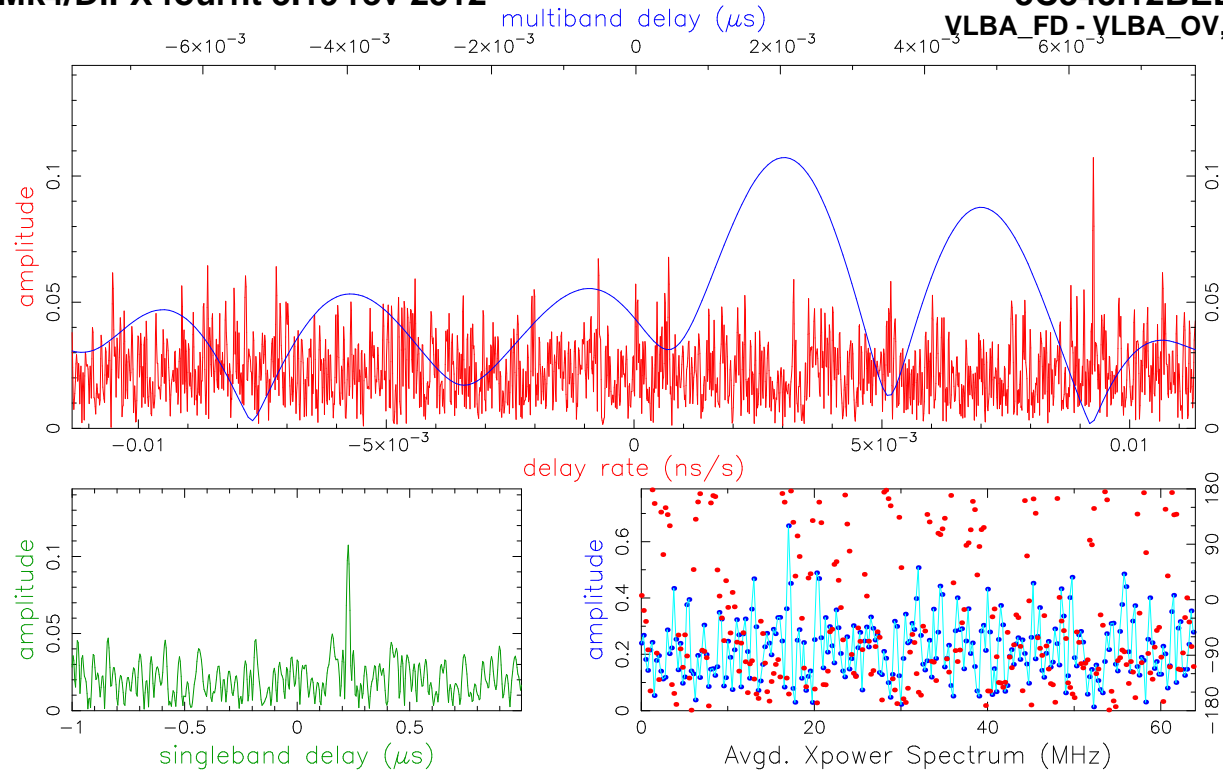 multiband delay (μs)
VLBA_FD - VLBA_OV,
−6×10⁻³ −4×10⁻³ −2×10⁻³ 0 2×10⁻³ 4×10⁻³ 6×10⁻³
amplitude
0 0.05 0.1
0 0.05 0.1
−0.01 −5×10⁻³ 0 5×10⁻³ 0.01
delay rate (ns/s)
amplitude
0 0.05 0.1
−1 −0.5 0 0.5
singleband delay (μs)
amplitude
0 0.2 0.4 0.6
180 90 0 −90 −180
0 20 40 60
Avgd. Xpower Spectrum (MHz)